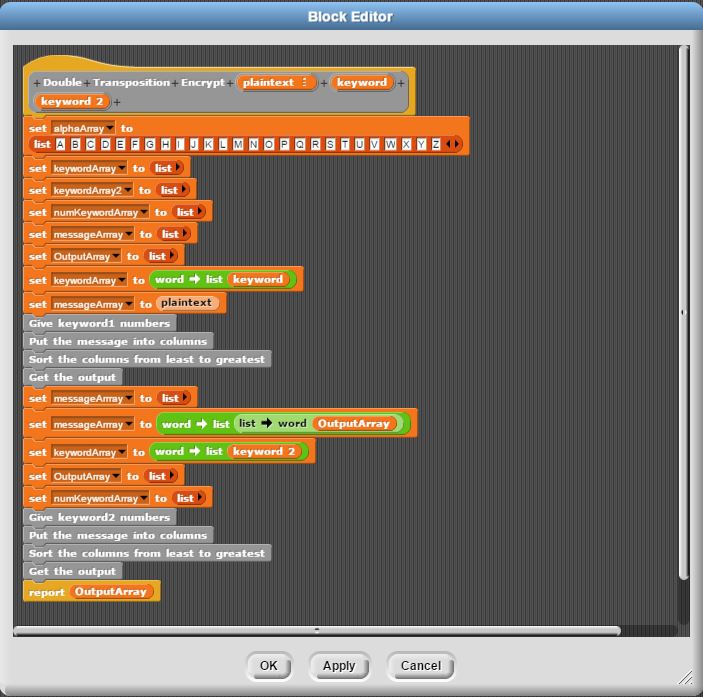 Block Editor
+ Double + Transposition Encrypt + plaintext ⋮ + keyword +
keyword 2 +
set alphaArray to
list A B C D E F G H I J K L M N O P Q R S T U V W X Y Z
set keywordArray to list
set keywordArray2 to list
set numKeywordArray to list
set messageArray to list
set OutputArray to list
set keywordArray to word → list keyword
set messageArray to plaintext
Give keyword1 numbers
Put the message into columns
Sort the columns from least to greatest
Get the output
set messageArray to list
set messageArray to word → list list → word OutputArray
set keywordArray to word → list keyword 2
set OutputArray to list
set numKeywordArray to list
Give keyword2 numbers
Put the message into columns
Sort the columns from least to greatest
Get the output
report OutputArray
OK Apply Cancel